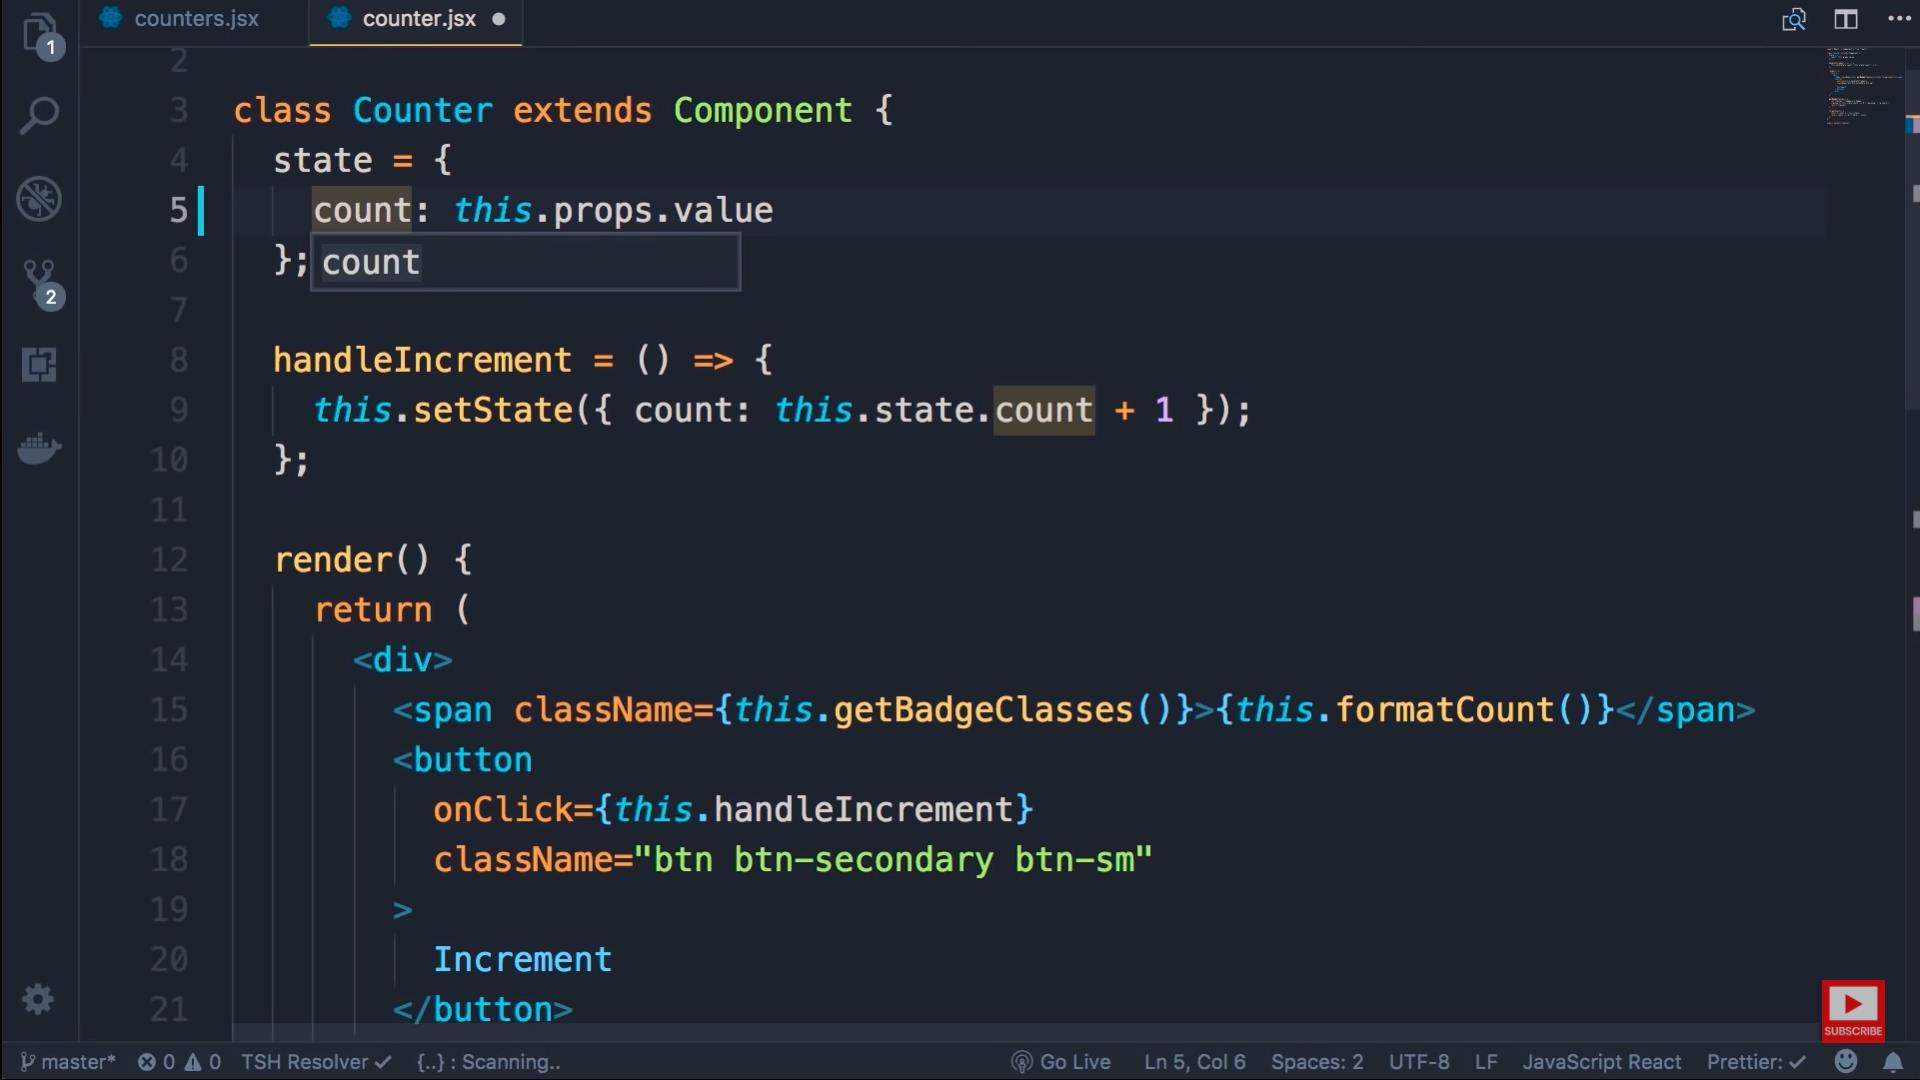 counters.jsx
counter.jsx
1
2
3 class Counter extends Component {
4 state = {
5 count: this.props.value
6 };
count
7
2
8 handleIncrement = () => {
9 this.setState({ count: this.state.count + 1 });
10 };
11
12 render() {
13 return (
14 <div>
15 <span className={this.getBadgeClasses()}>{this.formatCount()}</span>
16 <button
17 onClick={this.handleIncrement}
18 className="btn btn-secondary btn-sm"
19 >
20 Increment
21 </button>
SUBSCRIBE
master* 0 0 TSH Resolver ✓ {..} : Scanning.. Go Live Ln 5, Col 6 Spaces: 2 UTF-8 LF JavaScript React Prettier: ✓